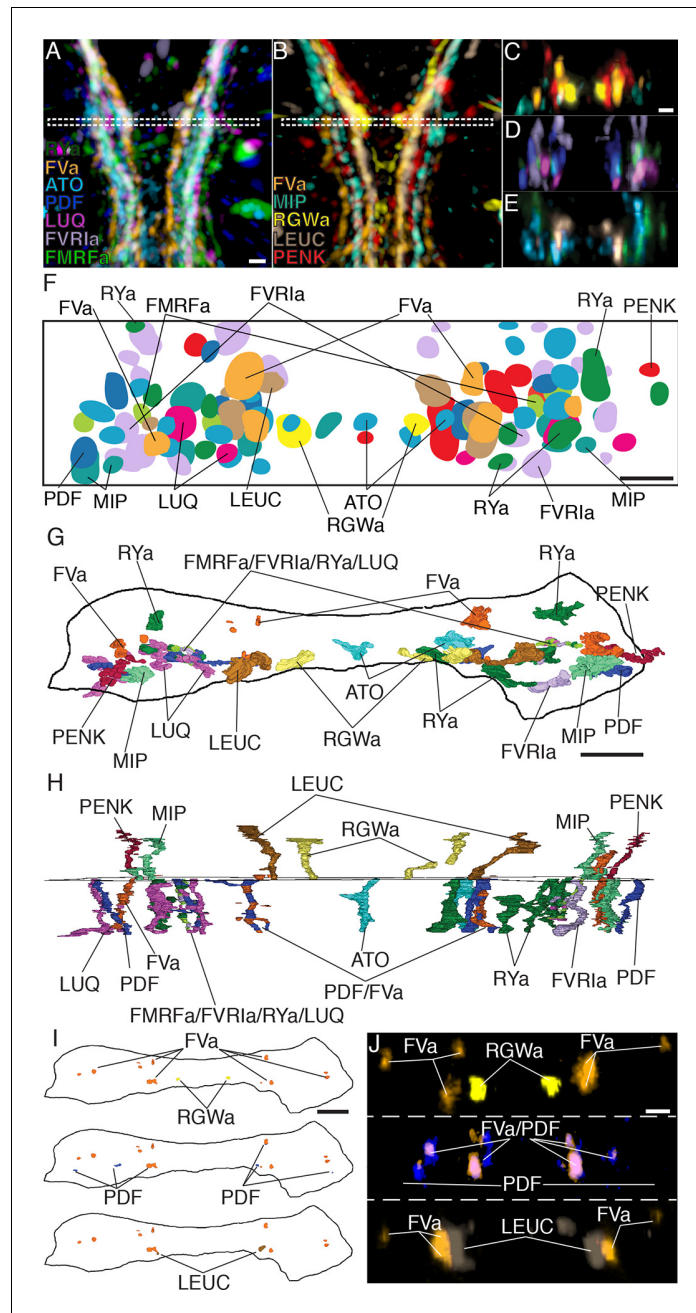 A
RYa
FVa
ATO
PDF
LUQ
FVRIa
FMRFa
B
FVa
MIP
RGWa
LEUC
PENK
C
D
E
F
RYa FMRFa FVRIa FVa RYa PENK
FVa
PDF MIP LUQ LEUC ATO RYa MIP
RGWa FVRIa
G
FMRFa/FVRIa/RYa/LUQ
RYa RYa
FVa FVa PENK
PENK LUQ LEUC ATO RYa MIP PDF
MIP RGWa FVRIa
H
LEUC
PENK MIP RGWa MIP PENK
LUQ PDF FVa ATO RYa FVRIa PDF
PDF/FVa
FMRFa/FVRIa/RYa/LUQ
I
FVa
RGWa
PDF PDF
LEUC
J
FVa RGWa FVa
FVa/PDF
PDF
FVa LEUC FVa